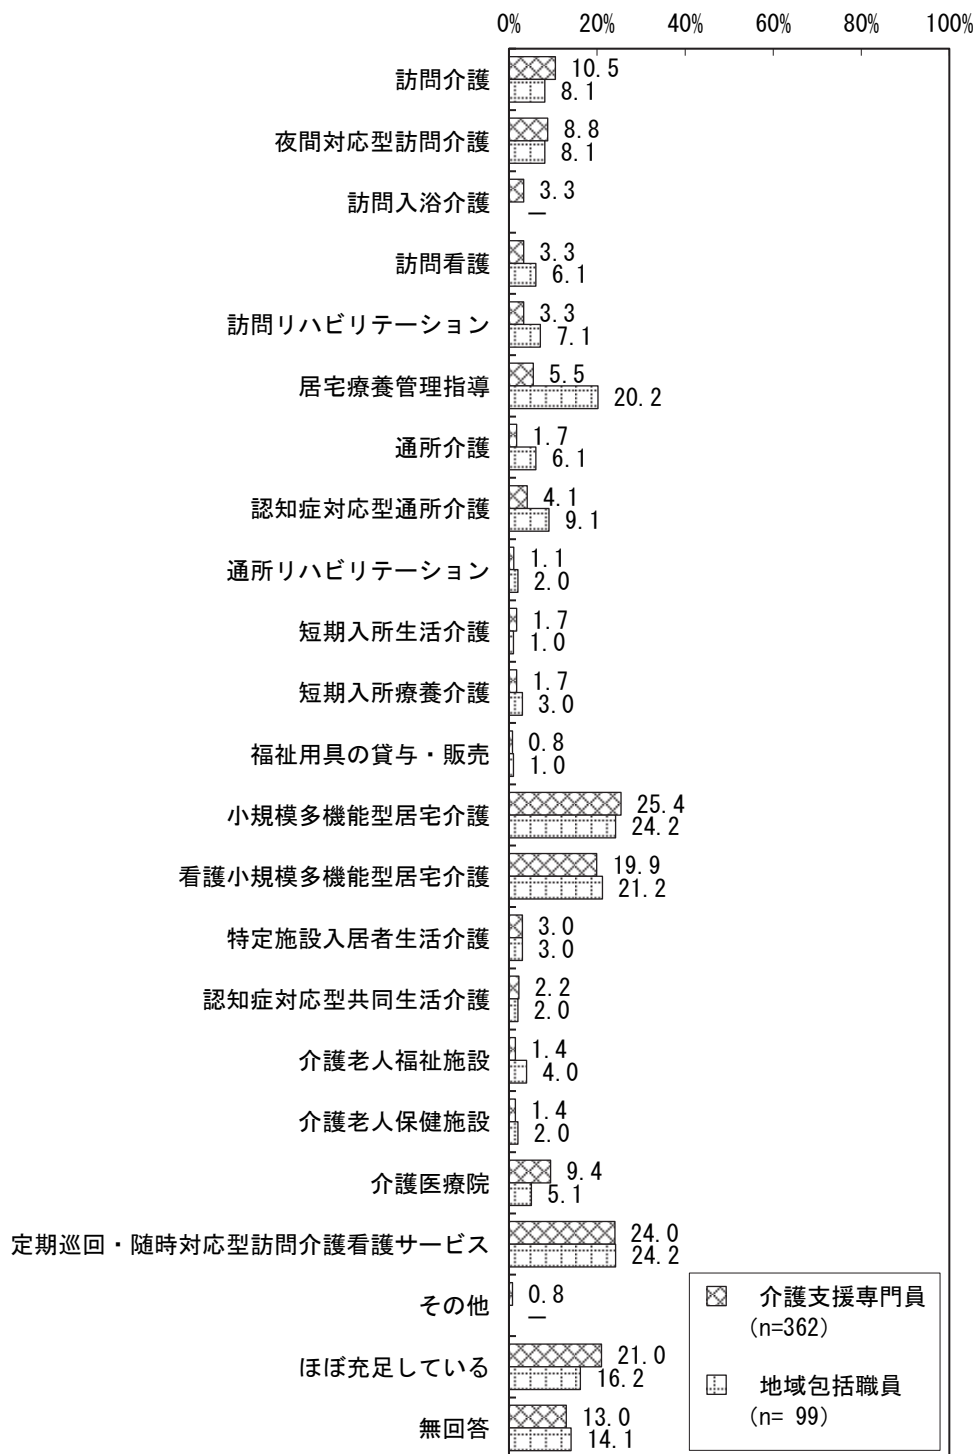 0% 20% 40% 60% 80% 100%
訪問介護
10.5
8.1
夜間対応型訪問介護
8.8
8.1
訪問入浴介護
3.3
－
訪問看護
3.3
6.1
訪問リハビリテーション
3.3
7.1
居宅療養管理指導
5.5
20.2
通所介護
1.7
6.1
認知症対応型通所介護
4.1
9.1
通所リハビリテーション
1.1
2.0
短期入所生活介護
1.7
1.0
短期入所療養介護
1.7
3.0
福祉用具の貸与・販売
0.8
1.0
小規模多機能型居宅介護
25.4
24.2
看護小規模多機能型居宅介護
19.9
21.2
特定施設入居者生活介護
3.0
3.0
認知症対応型共同生活介護
2.2
2.0
介護老人福祉施設
1.4
4.0
介護老人保健施設
1.4
2.0
介護医療院
9.4
5.1
定期巡回・随時対応型訪問介護看護サービス
24.0
24.2
その他
0.8
－
ほぼ充足している
21.0
16.2
無回答
13.0
14.1
介護支援専門員
(n=362)
地域包括職員
(n= 99)